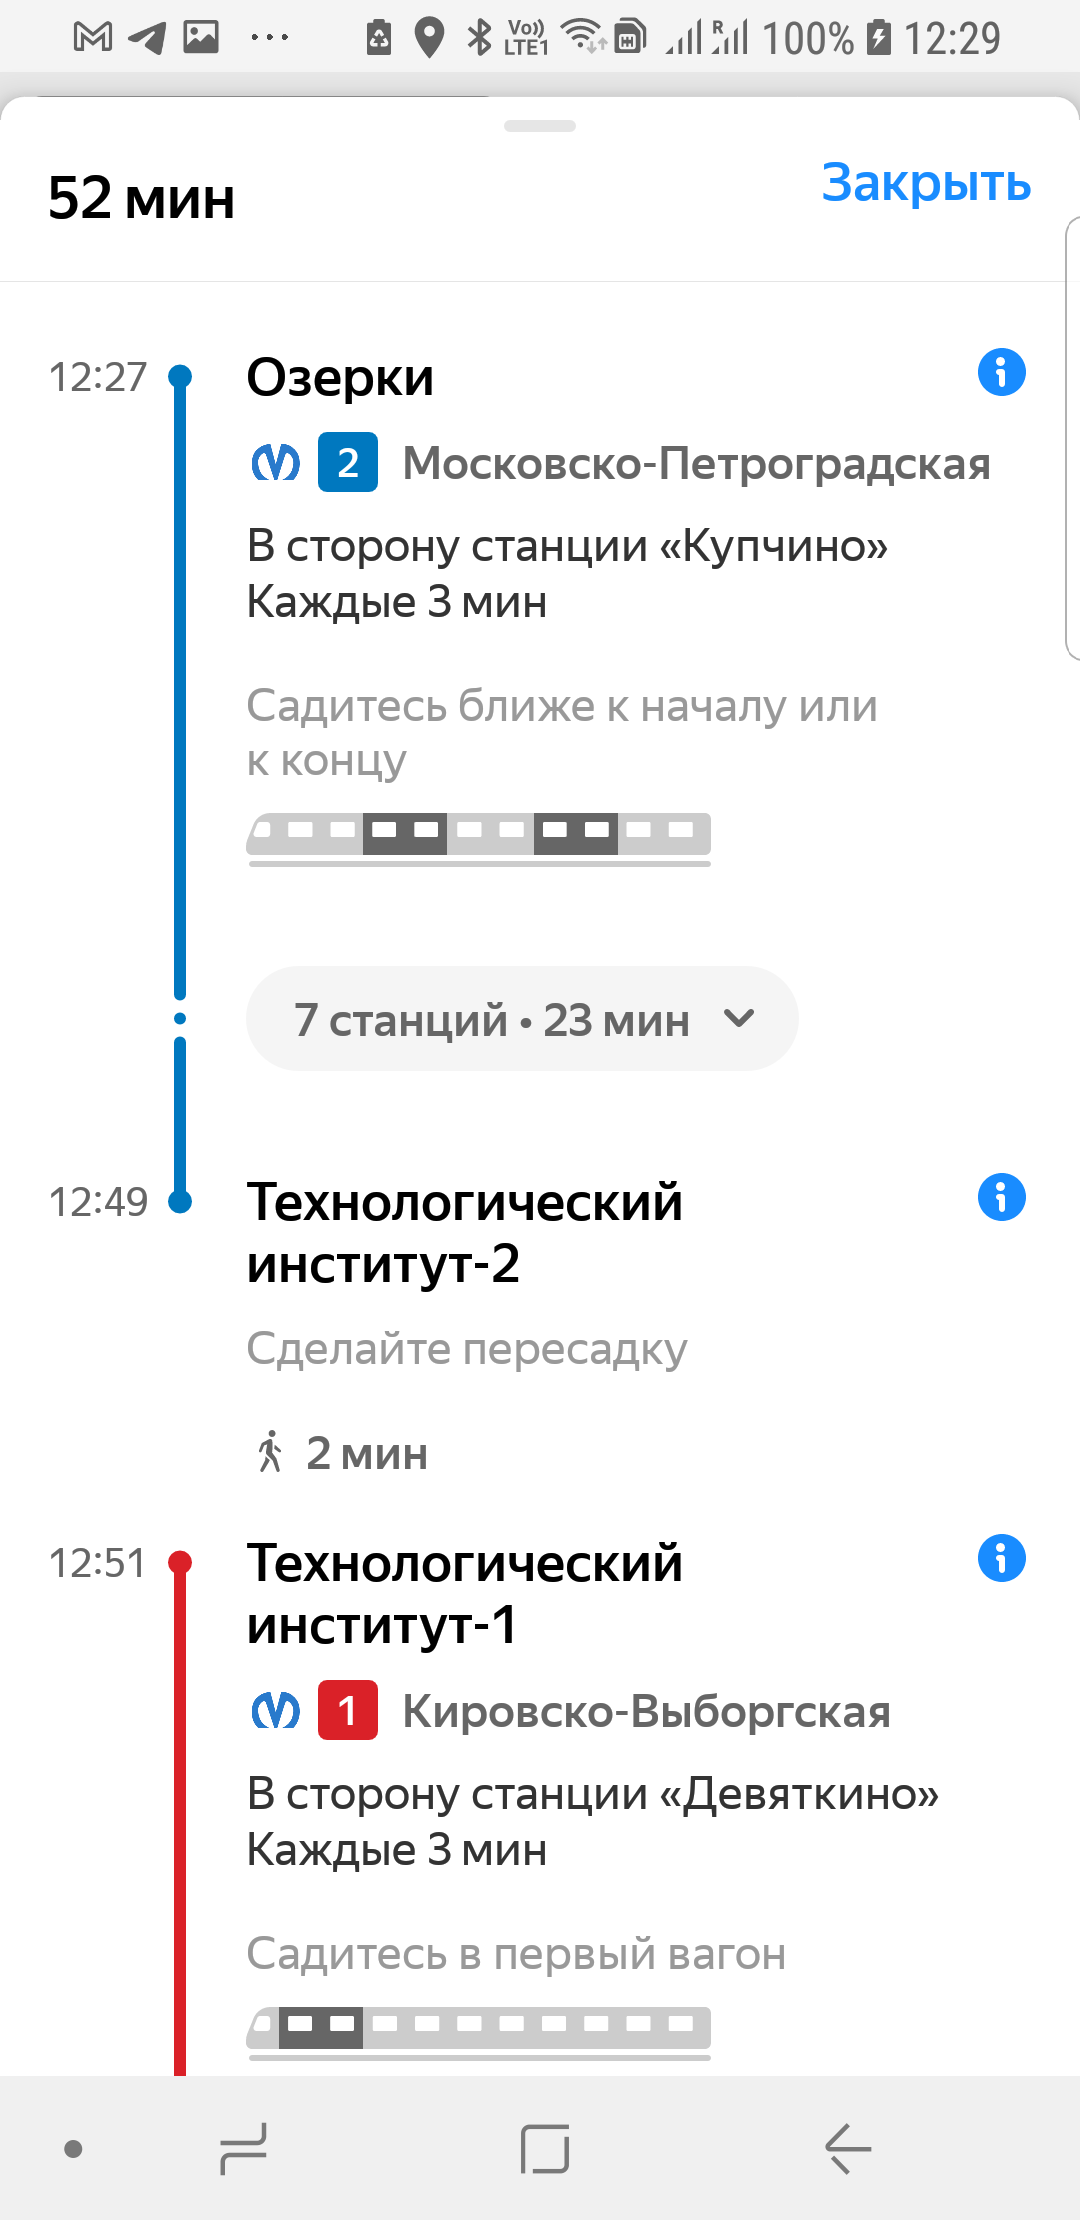 Vo)) LTE1 R 100% 12:29
52 мин
Закрыть
12:27
Озерки
2 Московско-Петроградская
В сторону станции «Купчино»
Каждые 3 мин
Садитесь ближе к началу или
к концу
7 станций • 23 мин
12:49
Технологический
институт-2
Сделайте пересадку
2 мин
12:51
Технологический
институт-1
1 Кировско-Выборгская
В сторону станции «Девяткино»
Каждые 3 мин
Садитесь в первый вагон